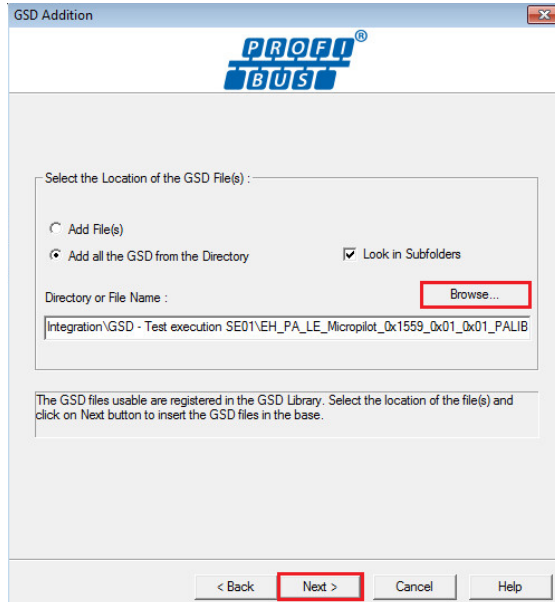 GSD Addition
PROFI®
BUS
Select the Location of the GSD File(s) :
Add File(s)
Add all the GSD from the Directory
Look in Subfolders
Directory or File Name :
Browse...
Integration\GSD - Test execution SE01\EH_PA_LE_Micropilot_0x1559_0x01_0x01_PALIB
The GSD files usable are registered in the GSD Library. Select the location of the file(s) and
click on Next button to insert the GSD files in the base.
< Back
Next >
Cancel
Help